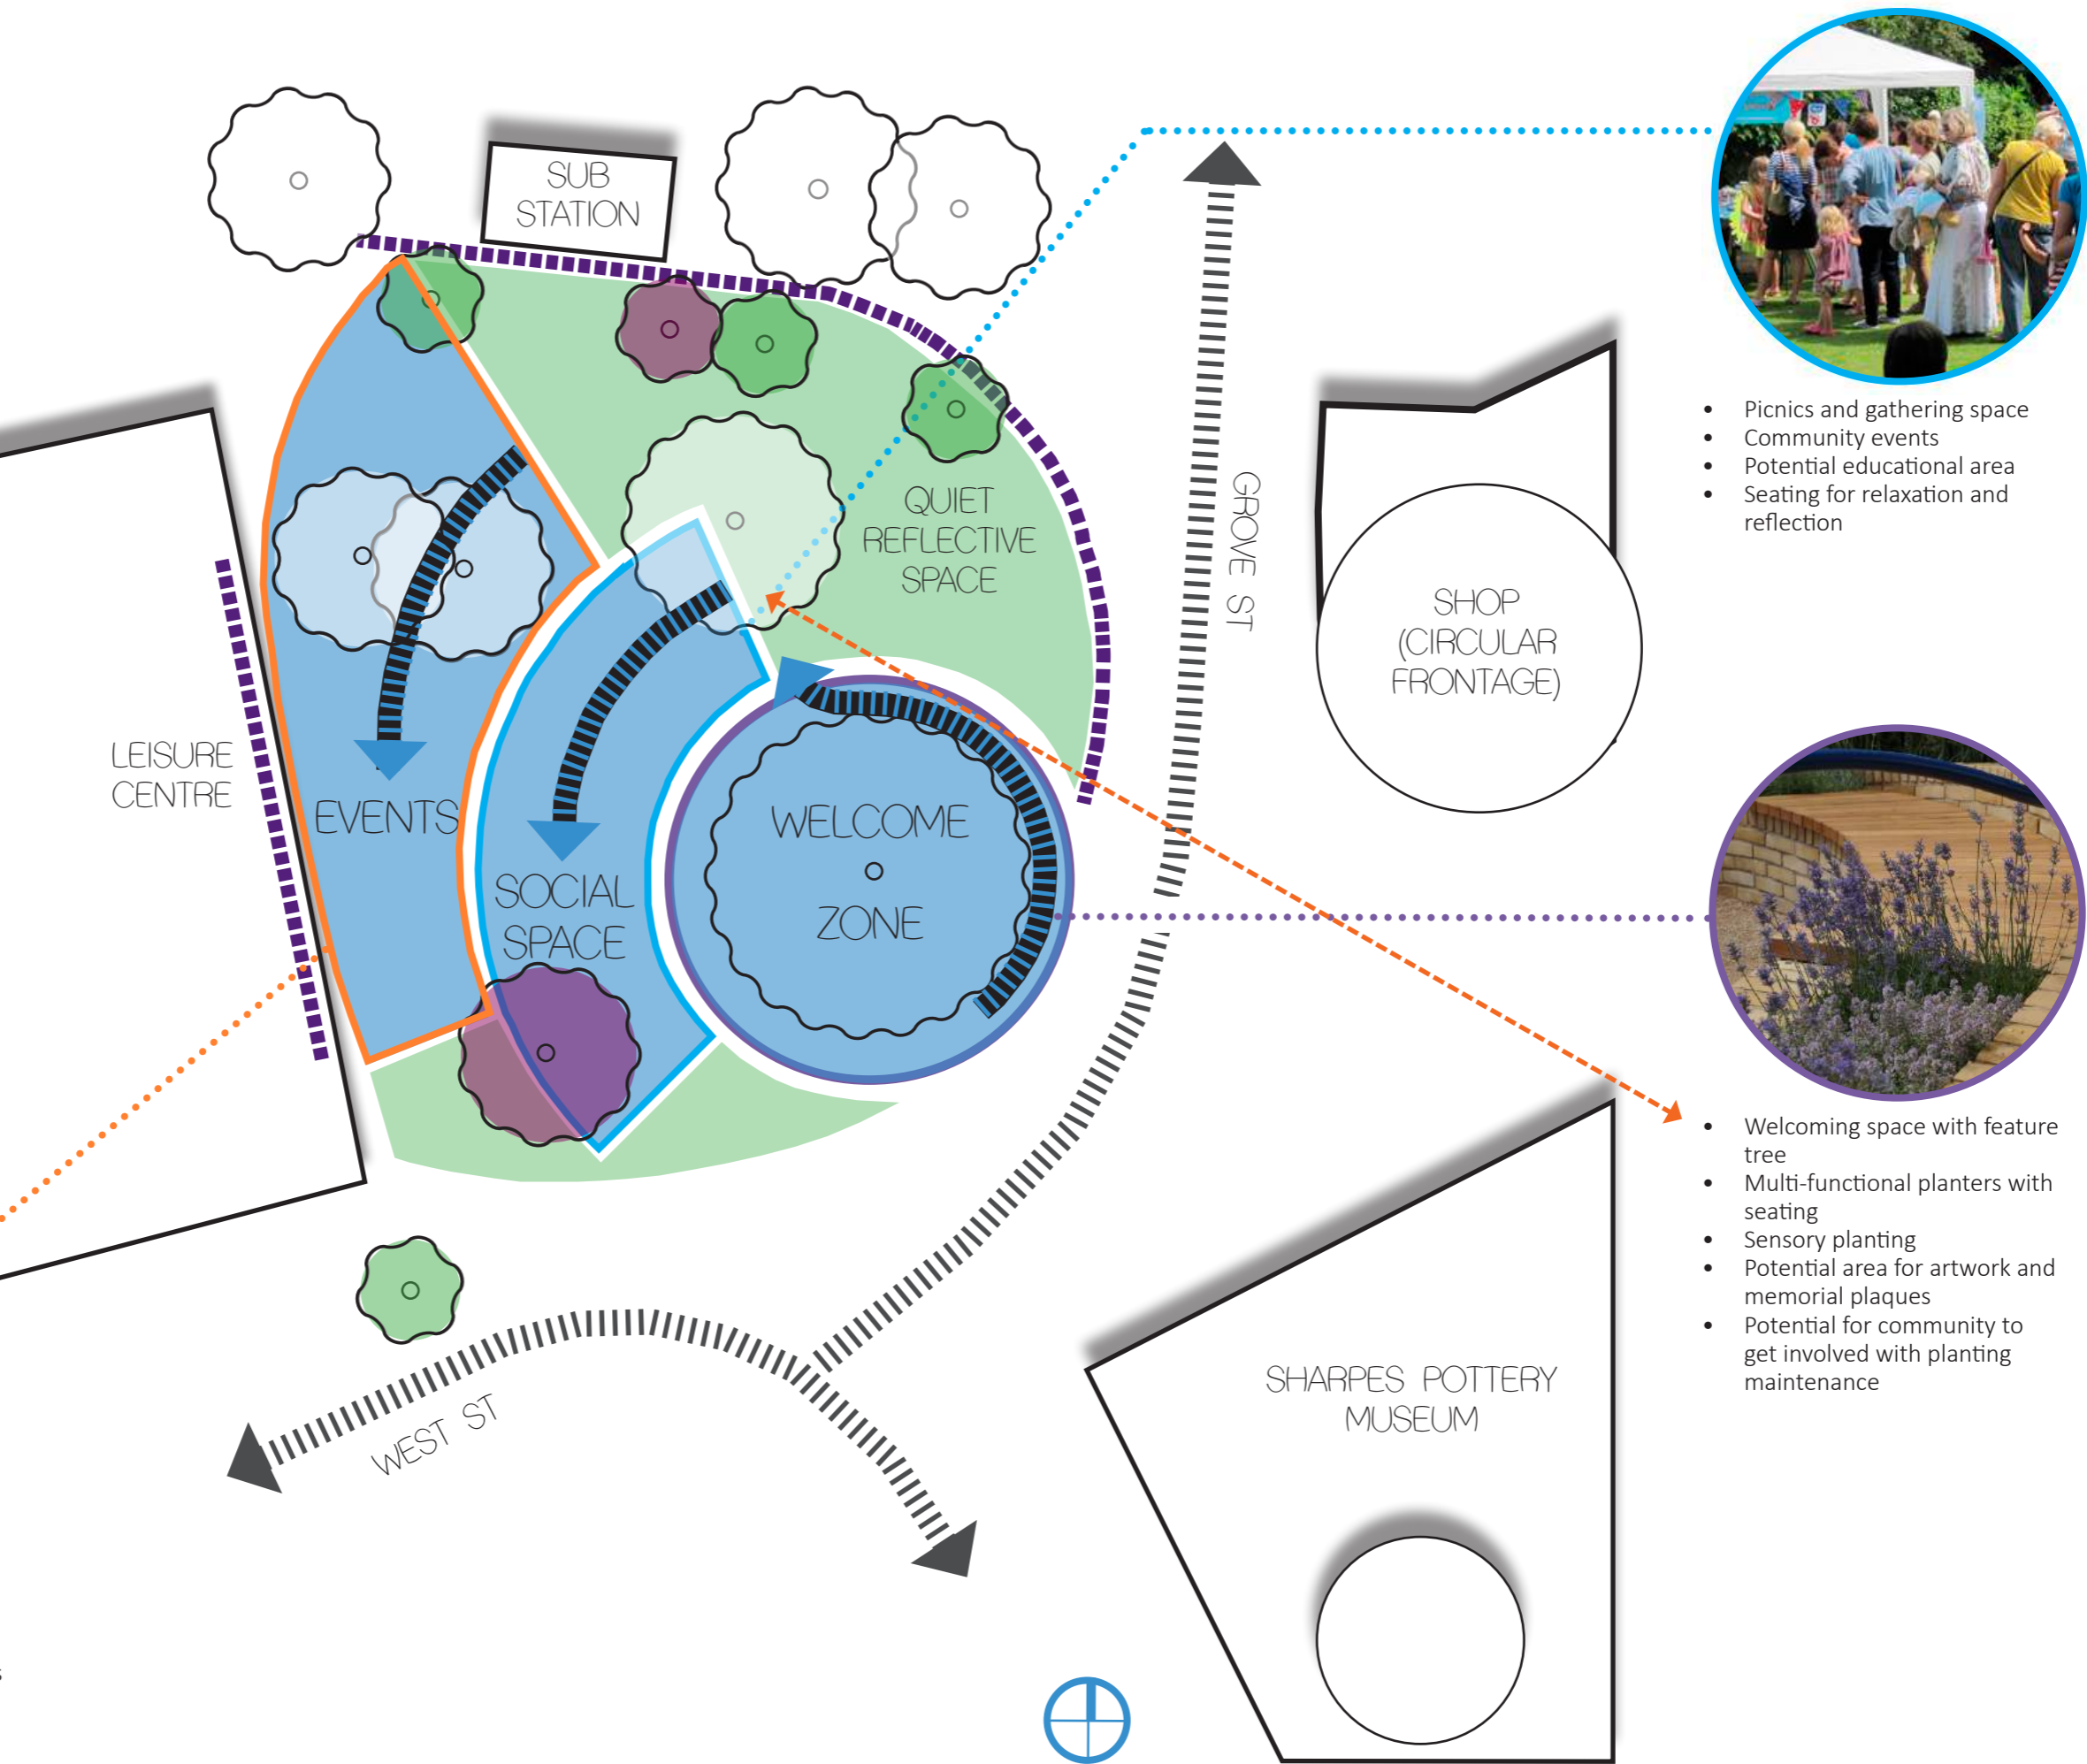 SUB
STATION
• Picnics and gathering space
• Community events
• Potential educational area
• Seating for relaxation and
reflection
QUIET
REFLECTIVE
SPACE
GROVE ST
SHOP
(CIRCULAR
FRONTAGE)
LEISURE
CENTRE
EVENTS
WELCOME
ZONE
SOCIAL
SPACE
• Welcoming space with feature
tree
• Multi-functional planters with
seating
• Sensory planting
• Potential area for artwork and
memorial plaques
• Potential for community to
get involved with planting
maintenance
WEST ST
SHARPES POTTERY
MUSEUM